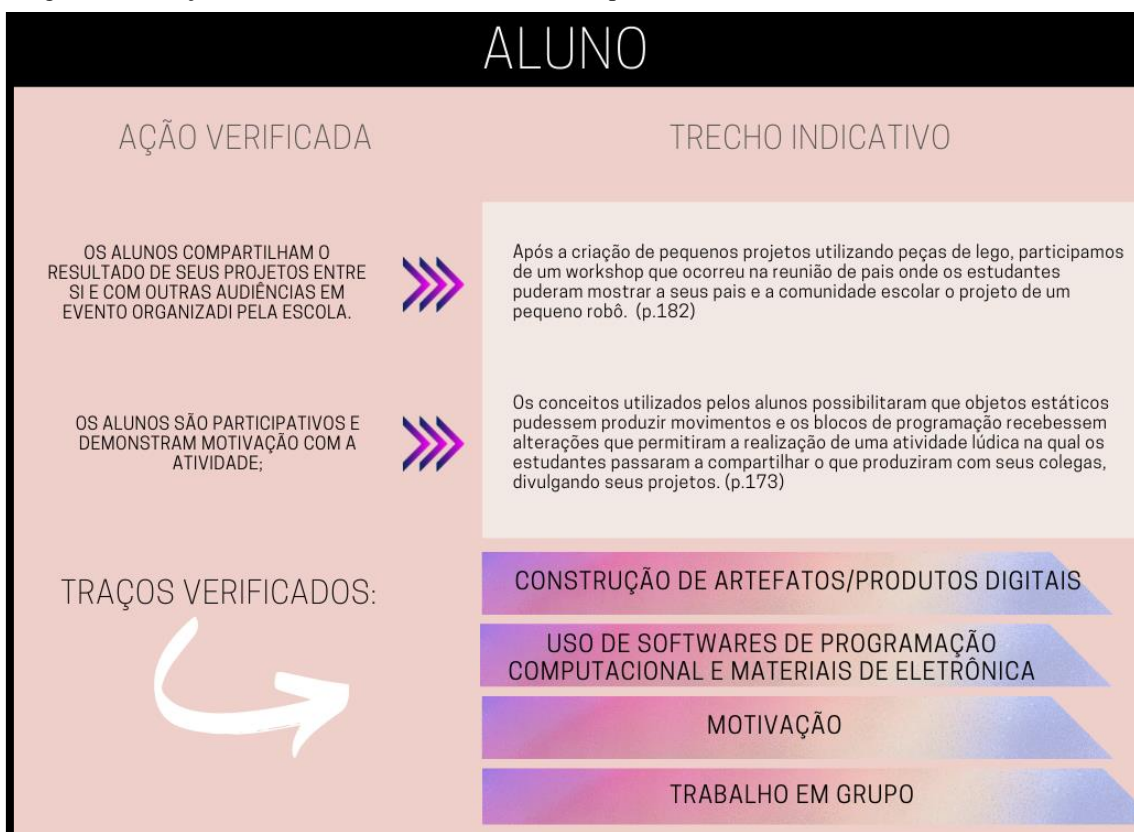 ALUNO
AÇÃO VERIFICADA
TRECHO INDICATIVO
OS ALUNOS COMPARTILHAM O
RESULTADO DE SEUS PROJETOS ENTRE
SI E COM OUTRAS AUDIÊNCIAS EM
EVENTO ORGANIZADI PELA ESCOLA.
Após a criação de pequenos projetos utilizando peças de lego, participamos
de um workshop que ocorreu na reunião de pais onde os estudantes
puderam mostrar a seus pais e a comunidade escolar o projeto de um
pequeno robô. (p.182)
OS ALUNOS SÃO PARTICIPATIVOS E
DEMONSTRAM MOTIVAÇÃO COM A
ATIVIDADE;
Os conceitos utilizados pelos alunos possibilitaram que objetos estáticos
pudessem produzir movimentos e os blocos de programação recebessem
alterações que permitiram a realização de uma atividade lúdica na qual os
estudantes passaram a compartilhar o que produziram com seus colegas,
divulgando seus projetos. (p.173)
TRAÇOS VERIFICADOS:
CONSTRUÇÃO DE ARTEFATOS/PRODUTOS DIGITAIS
USO DE SOFTWARES DE PROGRAMAÇÃO
COMPUTACIONAL E MATERIAIS DE ELETRÔNICA
MOTIVAÇÃO
TRABALHO EM GRUPO